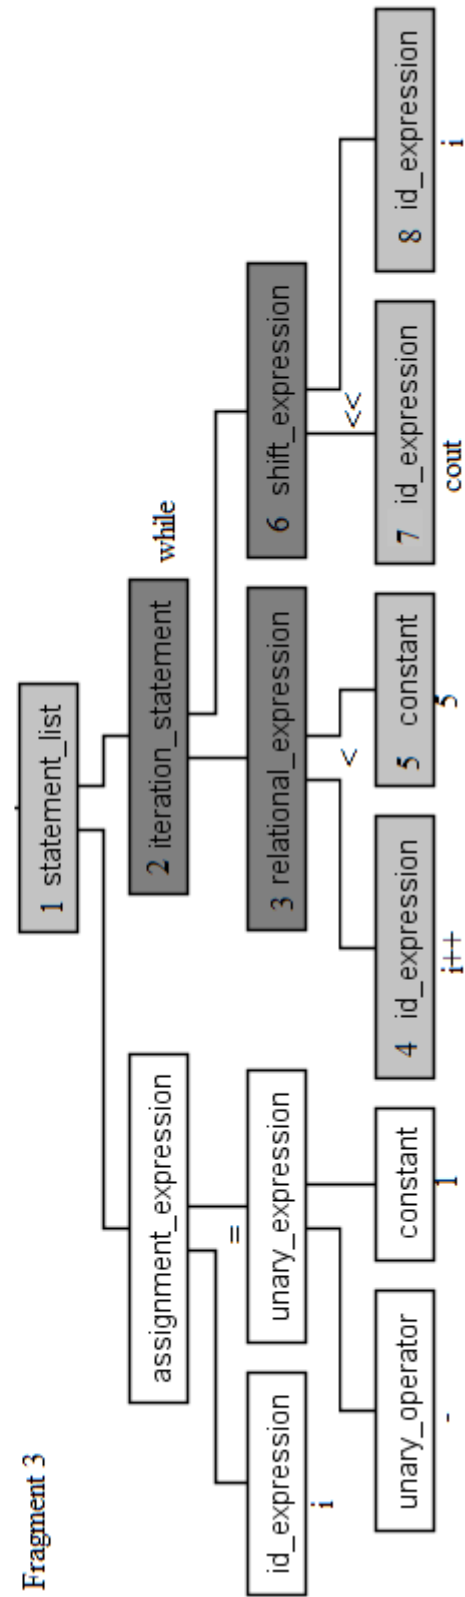 Fragment 3
1 statement_list
assignment_expression
2 iteration_statement
while
id_expression
i
=
unary_expression
3 relational_expression
6 shift_expression
unary_operator
-
constant
1
4 id_expression
i++
<
5 constant
5
7 id_expression
cout
<<
8 id_expression
i